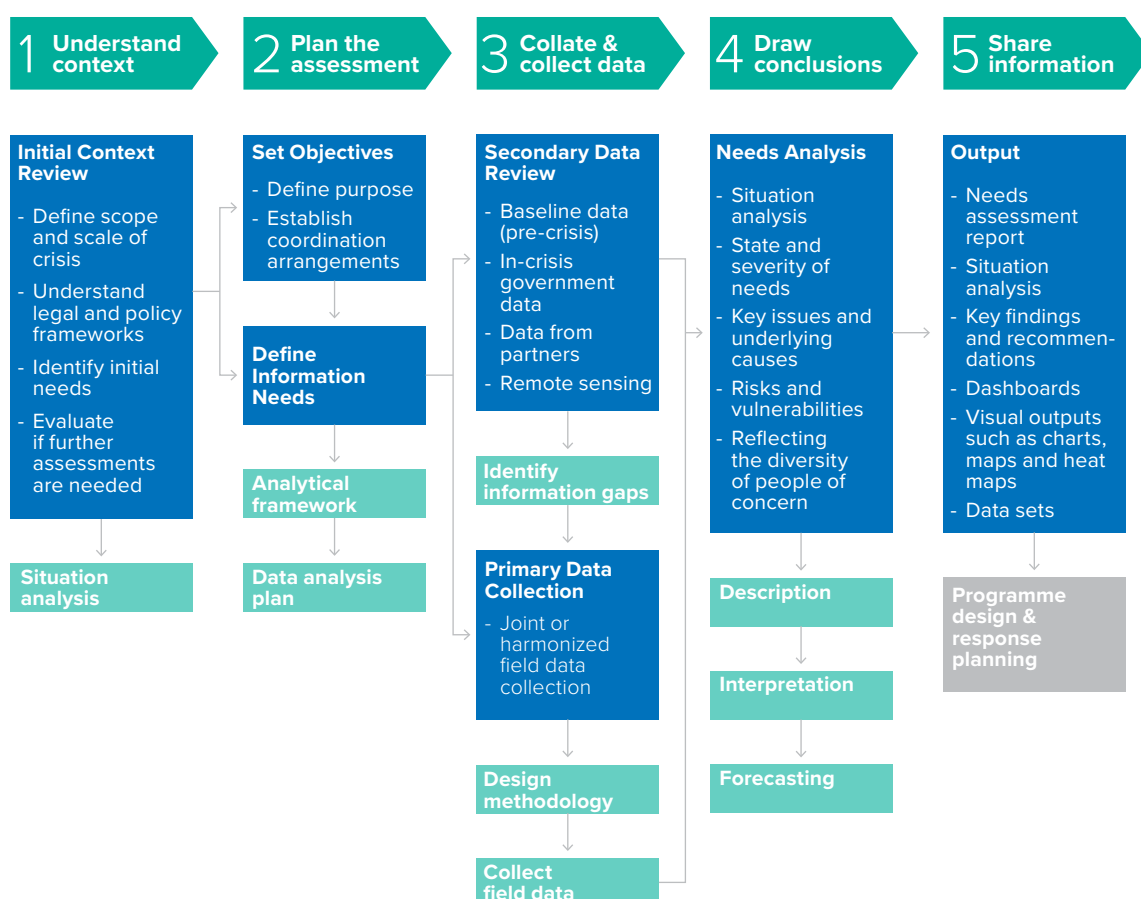 1 Understand
context
2 Plan the
assessment
3 Collate &
collect data
4 Draw
conclusions
5 Share
information
Initial Context
Review
- Define scope
and scale of
crisis
- Understand
legal and policy
frameworks
- Identify initial
needs
- Evaluate
if further
assessments
are needed
Situation
analysis
Set Objectives
- Define purpose
- Establish
coordination
arrangements
Define
Information
Needs
Analytical
framework
Data analysis
plan
Secondary Data
Review
- Baseline data
(pre-crisis)
- In-crisis
government
data
- Data from
partners
- Remote sensing
Identify
information gaps
Primary Data
Collection
- Joint or
harmonized
field data
collection
Design
methodology
Collect
field data
Needs Analysis
- Situation
analysis
- State and
severity of
needs
- Key issues and
underlying
causes
- Risks and
vulnerabilities
- Reflecting
the diversity
of people of
concern
Description
Interpretation
Forecasting
Output
- Needs
assessment
report
- Situation
analysis
- Key findings
and recommen-
dations
- Dashboards
- Visual outputs
such as charts,
maps and heat
maps
- Data sets
Programme
design &
response
planning